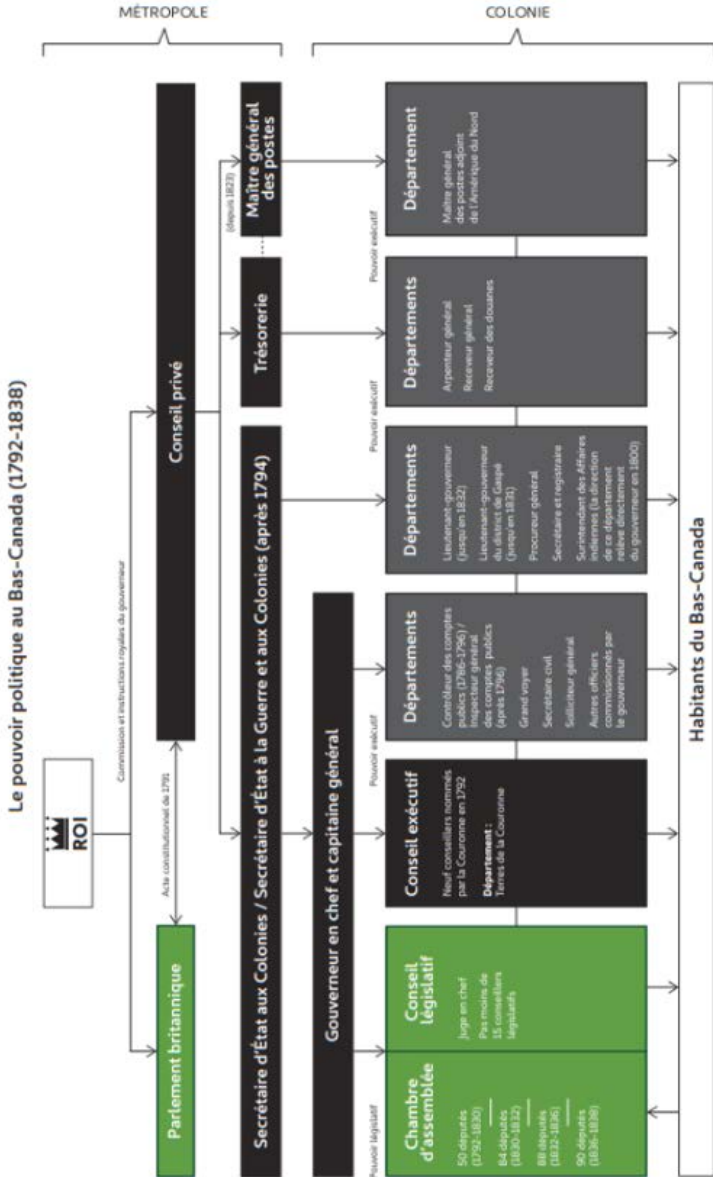 Le pouvoir politique au Bas-Canada (1792-1838)
MÉTROPOLE
COLONIE
ROI
Commission et instructions royales du gouverneur
Acte constitutionnel de 1791
Parlement britannique
Conseil privé
(depuis 1823)
Secrétaire d'État aux Colonies / Secrétaire d'État à la Guerre et aux Colonies (après 1794)
Trésorerie
Maître général
des postes
Gouverneur en chef et capitaine général
Pouvoir législatif
Pouvoir exécutif
Pouvoir exécutif
Pouvoir exécutif
Chambre
d'assemblée
50 députés
(1792-1830)
84 députés
(1830-1832)
88 députés
(1832-1836)
90 députés
(1836-1838)
Conseil
législatif
Juge en chef
Pas moins de
15 conseillers
législatifs
Conseil exécutif
Neuf conseillers nommés
par la Couronne en 1792
Département :
Terres de la Couronne
Départements
Contrôleur des comptes
publics (1786-1796) /
Inspecteur général
des comptes publics
(après 1796)
Grand voyer
Secrétaire civil
Solliciteur général
Autres officiers
commissionnés par
le gouverneur
Départements
Lieutenant-gouverneur
(jusqu'en 1832)
Lieutenant-gouverneur
du district de Gaspé
(jusqu'en 1831)
Procureur général
Secrétaire et registraire
Surintendant des Affaires
indiennes (la direction
de ce département
relève directement
du gouverneur en 1800)
Départements
Arpenteur général
Receveur général
Receveur des douanes
Département
Maître général
des postes adjoint
de l'Amérique du Nord
Habitants du Bas-Canada